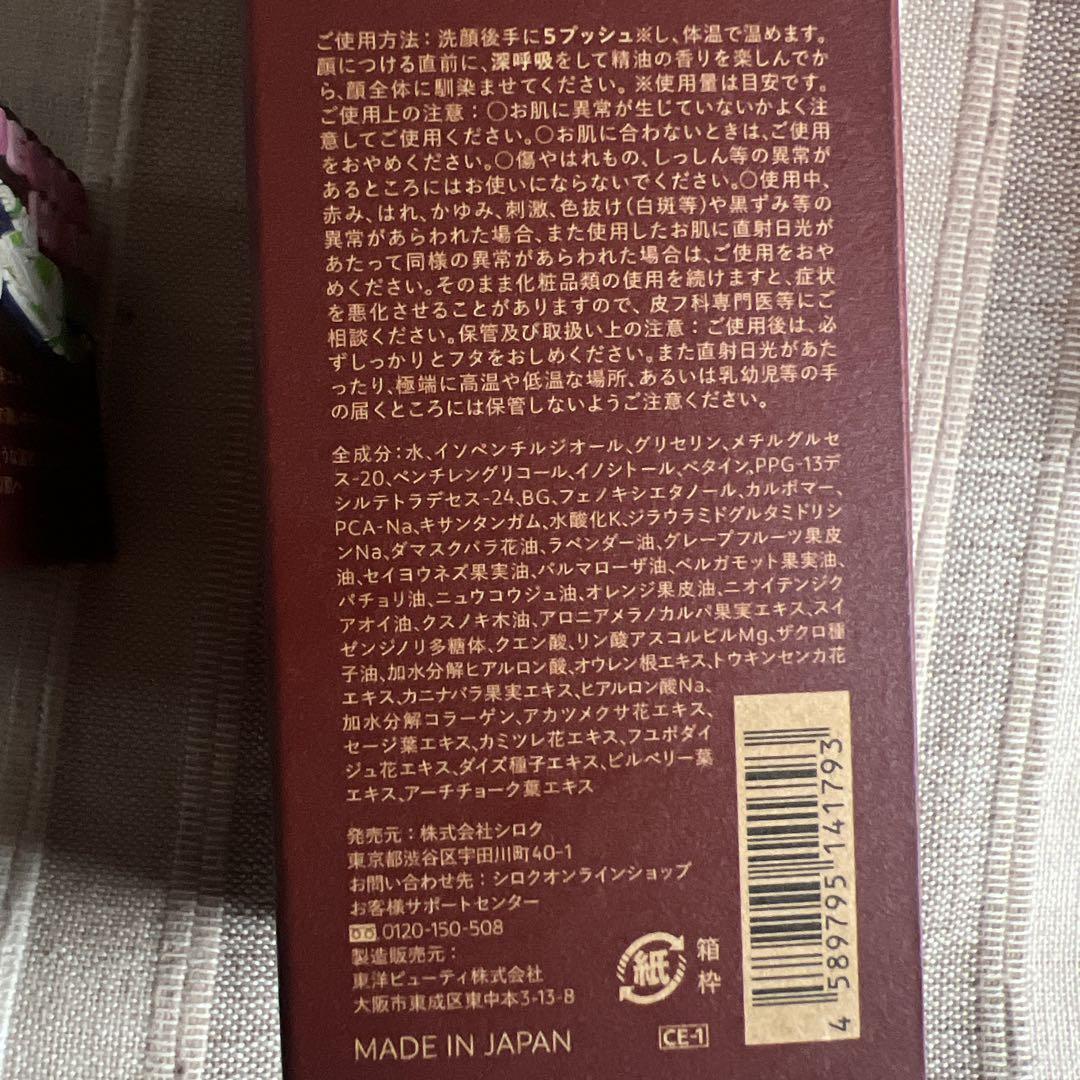 ご使用方法：洗顔後手に5プッシュ※し、体温で温めます。
顔につける直前に、深呼吸をして精油の香りを楽しんでか
ら、顔全体に馴染ませてください。※使用量は目安です。
ご使用上の注意：○お肌に異常が生じていないかよく注
意してご使用ください。○お肌に合わないときは、ご使用
をおやめください。○傷やはれもの、しっしん等の異常が
あるところにはお使いにならないでください。○使用中、
赤み、はれ、かゆみ、刺激、色抜け（白斑等）や黒ずみ等の
異常があらわれた場合、また使用したお肌に直射日光が
あたって同様の異常があらわれた場合は、ご使用をおや
めください。そのまま化粧品類の使用を続けますと、症状
を悪化させることがありますので、皮フ科専門医等にご
相談ください。保管及び取扱い上の注意：ご使用後は、必
ずしっかりとフタをおしめください。また直射日光があた
ったり、極端に高温や低温な場所、あるいは乳幼児等の手
の届くところには保管しないようご注意ください。
全成分：水、イソペンチルジオール、グリセリン、メチルグルセ
ス-20、ペンチレングリコール、イノシトール、ベタイン、PPG-13デ
シルテトラデセス-24、BG、フェノキシエタノール、カルボマー、
PCA-Na、キサンタンガム、水酸化K、ジラウラミドグルタミドリシ
ンNa、ダマスクバラ花油、ラベンダー油、グレープフルーツ果皮
油、セイヨウネズ果実油、パルマローザ油、ベルガモット果実油、
パチョリ油、ニュウコウジュ油、オレンジ果皮油、ニオイテンジク
アオイ油、クスノキ木油、アロニアメラノカルパ果実エキス、スイ
ゼンジノリ多糖体、クエン酸、リン酸アスコルビルMg、ザクロ種
子油、加水分解ヒアルロン酸、オウレン根エキス、トウキンセンカ花
エキス、カニナバラ果実エキス、ヒアルロン酸Na、
加水分解コラーゲン、アカツメクサ花エキス、
セージ葉エキス、カミツレ花エキス、フユボダイ
ジュ花エキス、ダイズ種子エキス、ビルベリー葉
エキス、アーチチョーク葉エキス
発売元：株式会社シロク
東京都渋谷区宇田川町40-1
お問い合わせ先：シロクオンラインショップ
お客様サポートセンター
0120-150-508
製造販売元：
東洋ビューティ株式会社
大阪市東成区東中本3-13-8
MADE IN JAPAN
紙
箱
枠
CE-1
4 589795 141793